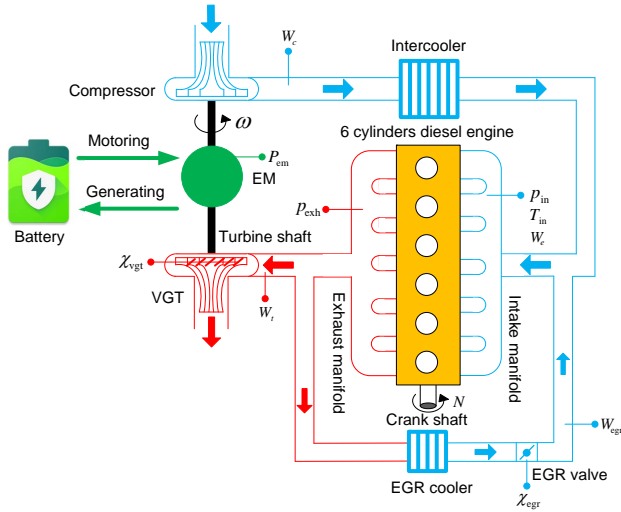 W_c
Intercooler
Compressor
ω
6 cylinders diesel engine
Motoring
P_em
EM
Generating
p_in
T_in
W_e
p_exh
Battery
Turbine shaft
χ_vgt
VGT
W_t
Exhaust manifold
Intake manifold
N
Crank shaft
W_egr
EGR cooler
EGR valve
χ_egr